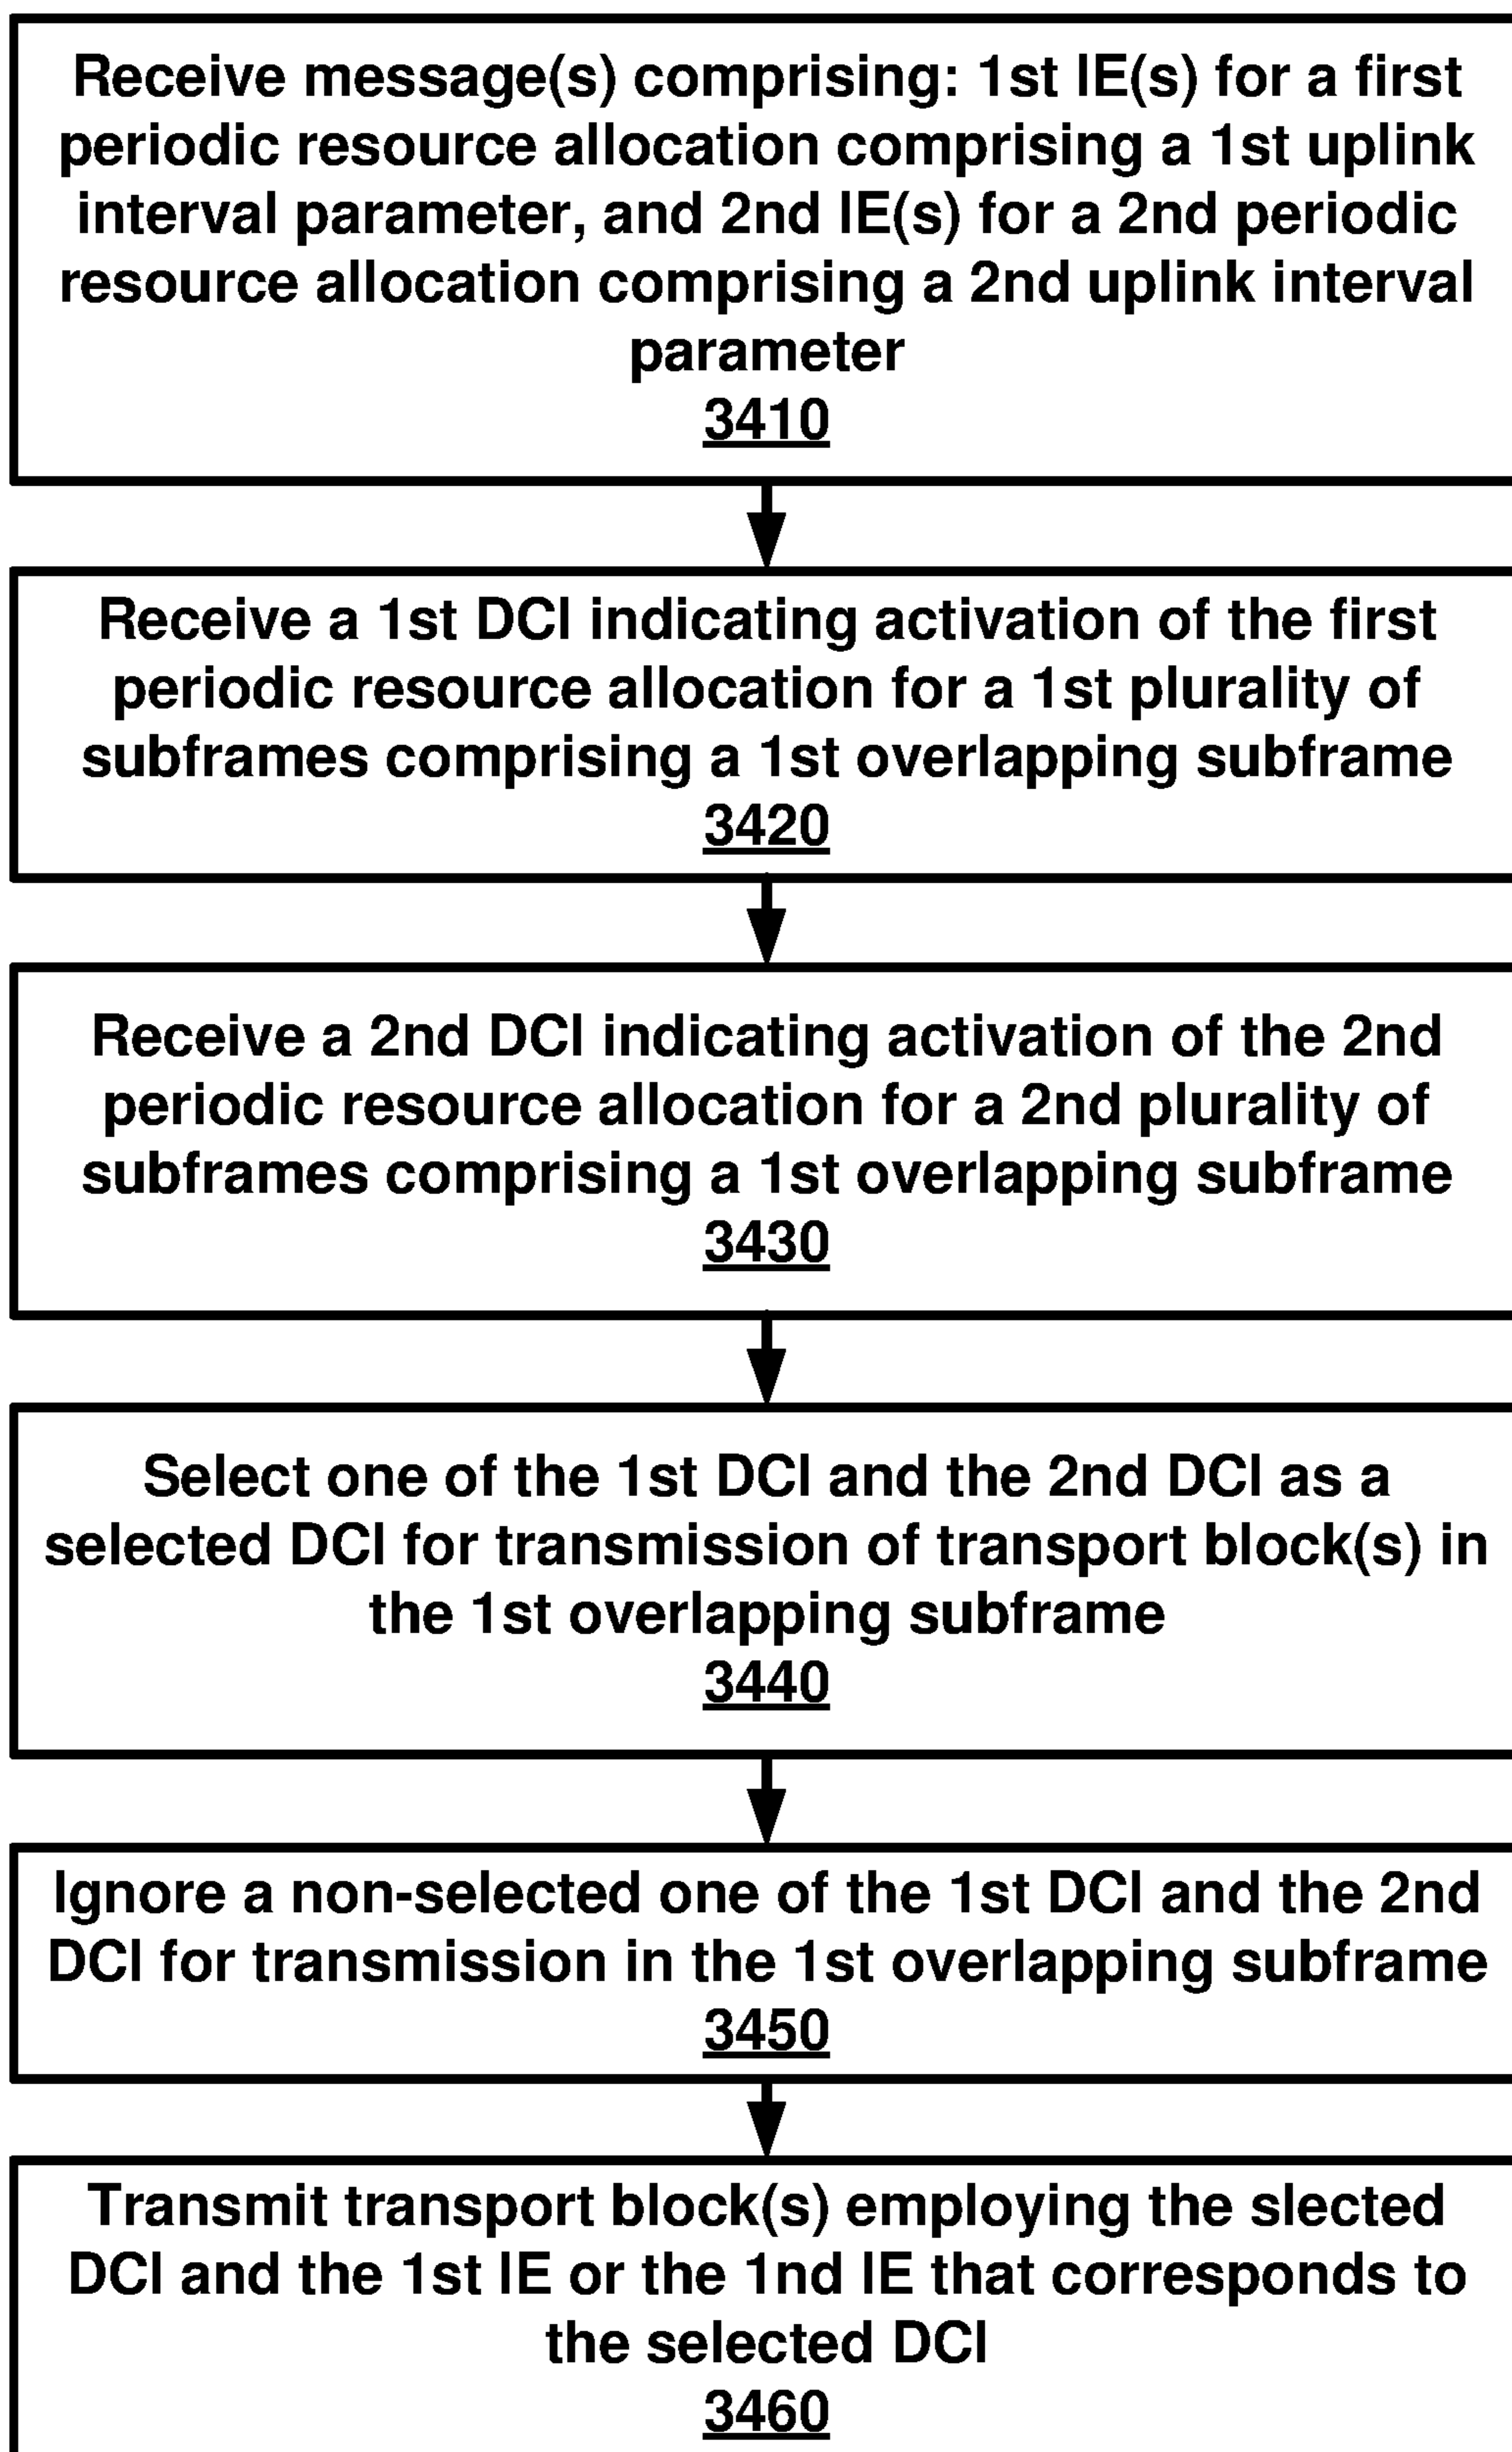 Receive message(s) comprising: 1st IE(s) for a first
periodic resource allocation comprising a 1st uplink
interval parameter, and 2nd IE(s) for a 2nd periodic
resource allocation comprising a 2nd uplink interval
parameter
3410
Receive a 1st DCI indicating activation of the first
periodic resource allocation for a 1st plurality of
subframes comprising a 1st overlapping subframe
3420
Receive a 2nd DCI indicating activation of the 2nd
periodic resource allocation for a 2nd plurality of
subframes comprising a 1st overlapping subframe
3430
Select one of the 1st DCI and the 2nd DCI as a
selected DCI for transmission of transport block(s) in
the 1st overlapping subframe
3440
Ignore a non-selected one of the 1st DCI and the 2nd
DCI for transmission in the 1st overlapping subframe
3450
Transmit transport block(s) employing the slected
DCI and the 1st IE or the 1nd IE that corresponds to
the selected DCI
3460